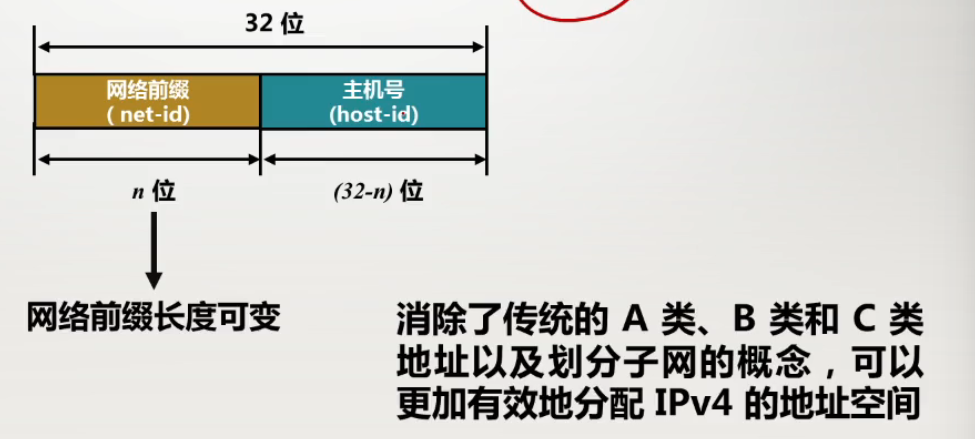 32 位
网络前缀
( net-id)
主机号
(host-id)
n 位
(32-n) 位
网络前缀长度可变
消除了传统的 A 类、B 类和 C 类
地址以及划分子网的概念，可以
更加有效地分配 IPv4 的地址空间